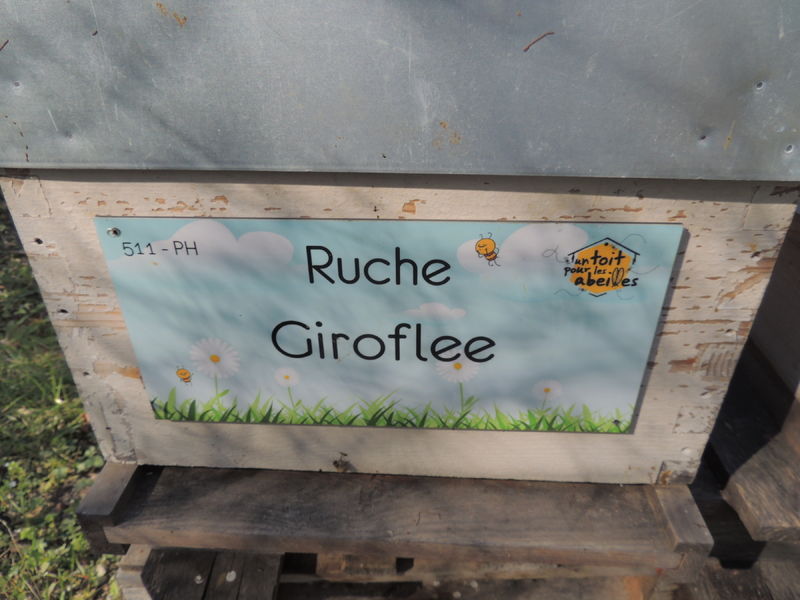 511 - PH
Ruche
Giroflee
un toit
pour les
abeilles